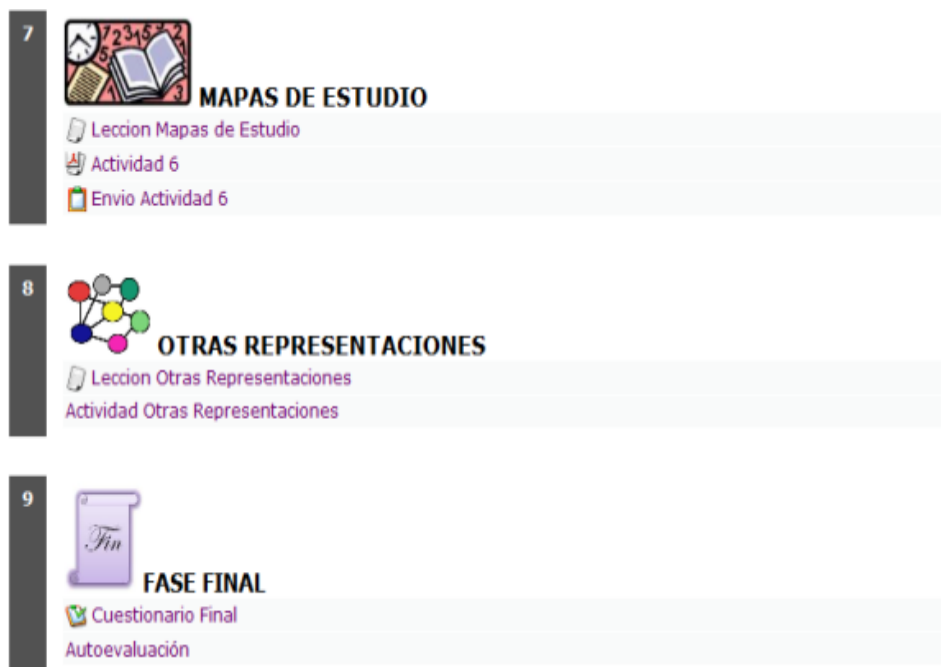 7
MAPAS DE ESTUDIO
Leccion Mapas de Estudio
Actividad 6
Envio Actividad 6
8
OTRAS REPRESENTACIONES
Leccion Otras Representaciones
Actividad Otras Representaciones
9
Fin
FASE FINAL
Cuestionario Final
Autoevaluación